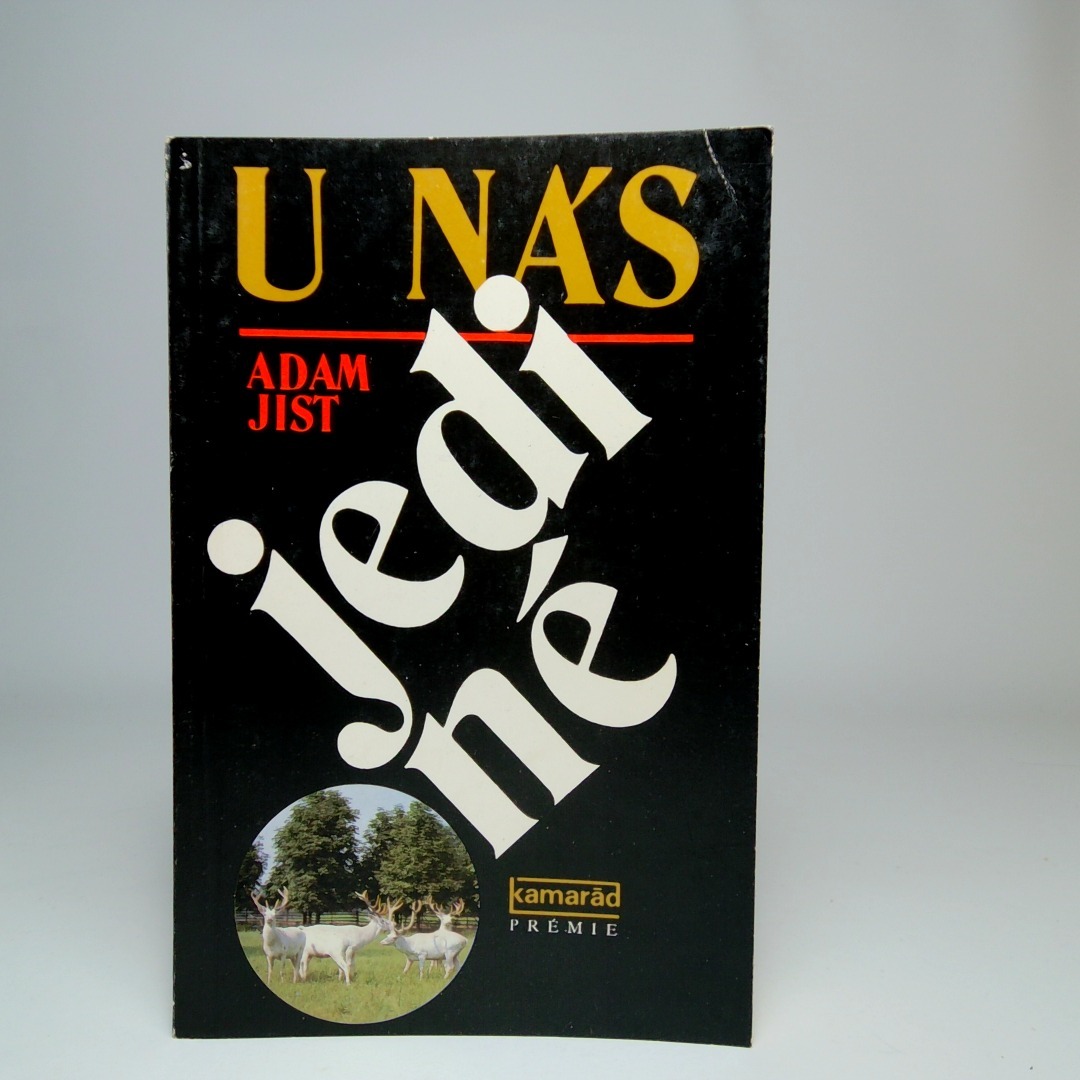 U NÁS
ADAM
JIST
jedi
né
kamarád
PRÉMIE